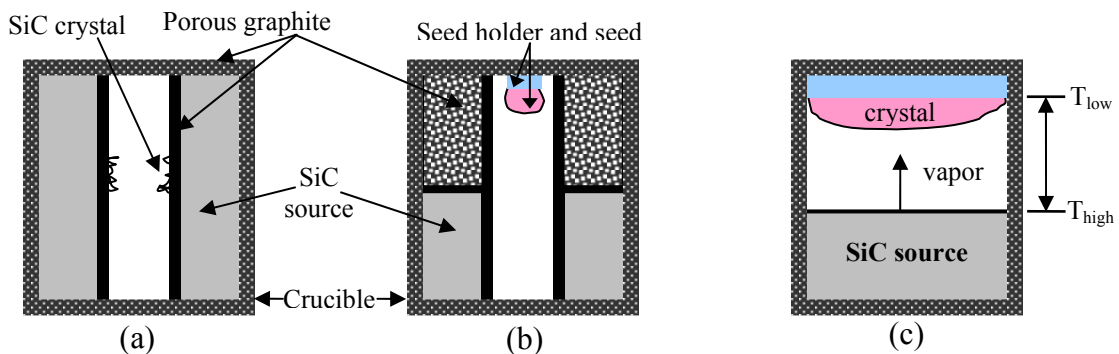 SiC crystal
Porous graphite
Seed holder and seed
SiC
source
Crucible
(a)
(b)
crystal
T_low
vapor
T_high
SiC source
(c)